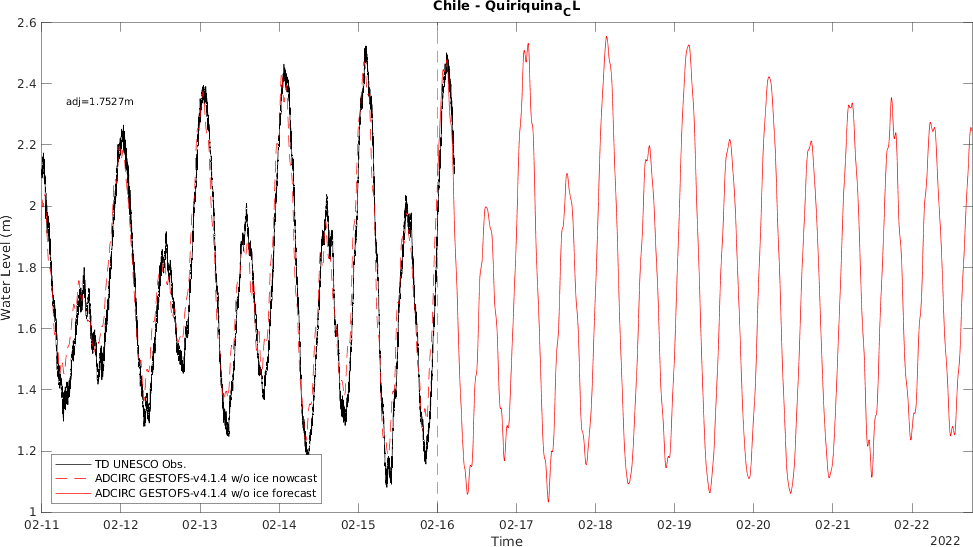 Chile - Quiriquina_CL
2.6
2.4
adj=1.7527m
2.2
2
Water Level (m)
1.8
1.6
1.4
1.2
TD UNESCO Obs.
ADCIRC GESTOFS-v4.1.4 w/o ice nowcast
ADCIRC GESTOFS-v4.1.4 w/o ice forecast
1
02-11 02-12 02-13 02-14 02-15 02-16 02-17 02-18 02-19 02-20 02-21 02-22
Time
2022